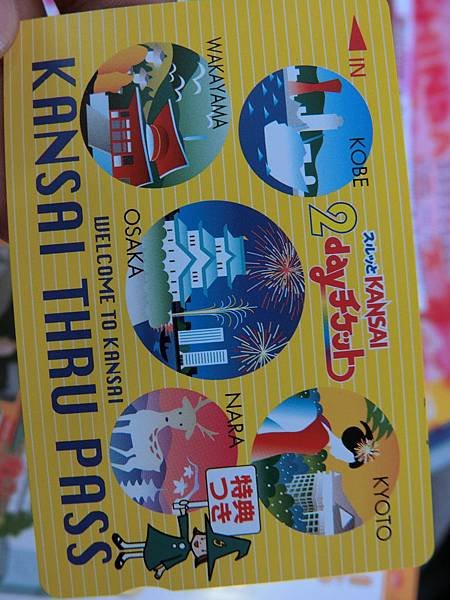 IN
スルッとKANSAI
2dayチケット
KOBE
KYOTO
WAKAYAMA
OSAKA
NARA
特典
つき
WELCOME TO KANSAI
KANSAI THRU PASS